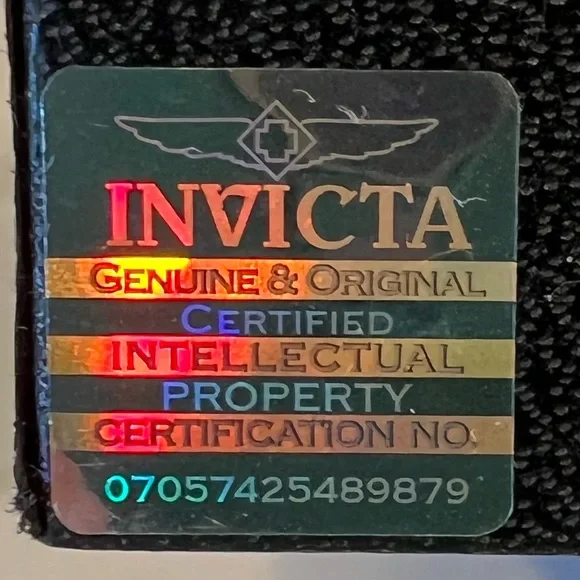 INVICTA
GENUINE & ORIGINAL
CERTIFIED
INTELLECTUAL
PROPERTY
CERTIFICATION NO.
07057425489879